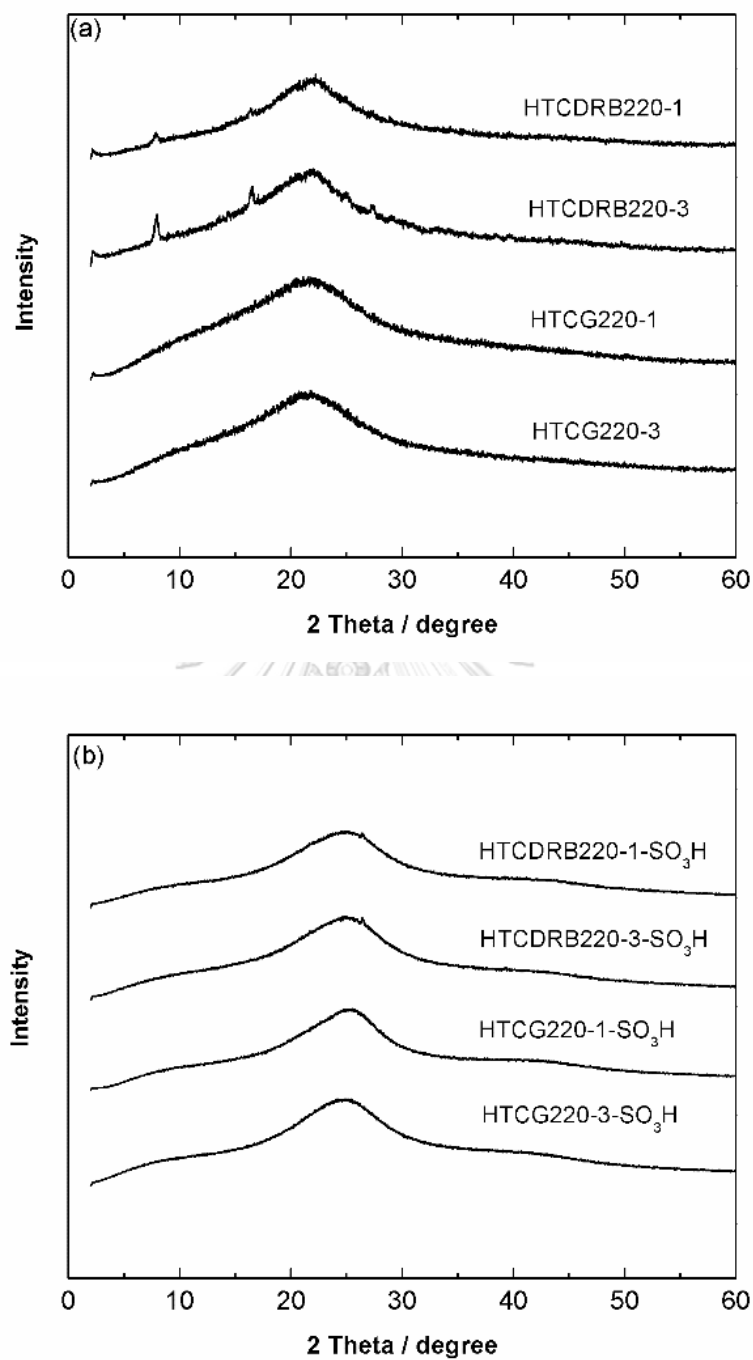 (a)
HTCDRB220-1
HTCDRB220-3
HTCG220-1
HTCG220-3
Intensity
0 10 20 30 40 50 60
2 Theta / degree
(b)
HTCDRB220-1-SO₃H
HTCDRB220-3-SO₃H
HTCG220-1-SO₃H
HTCG220-3-SO₃H
Intensity
0 10 20 30 40 50 60
2 Theta / degree